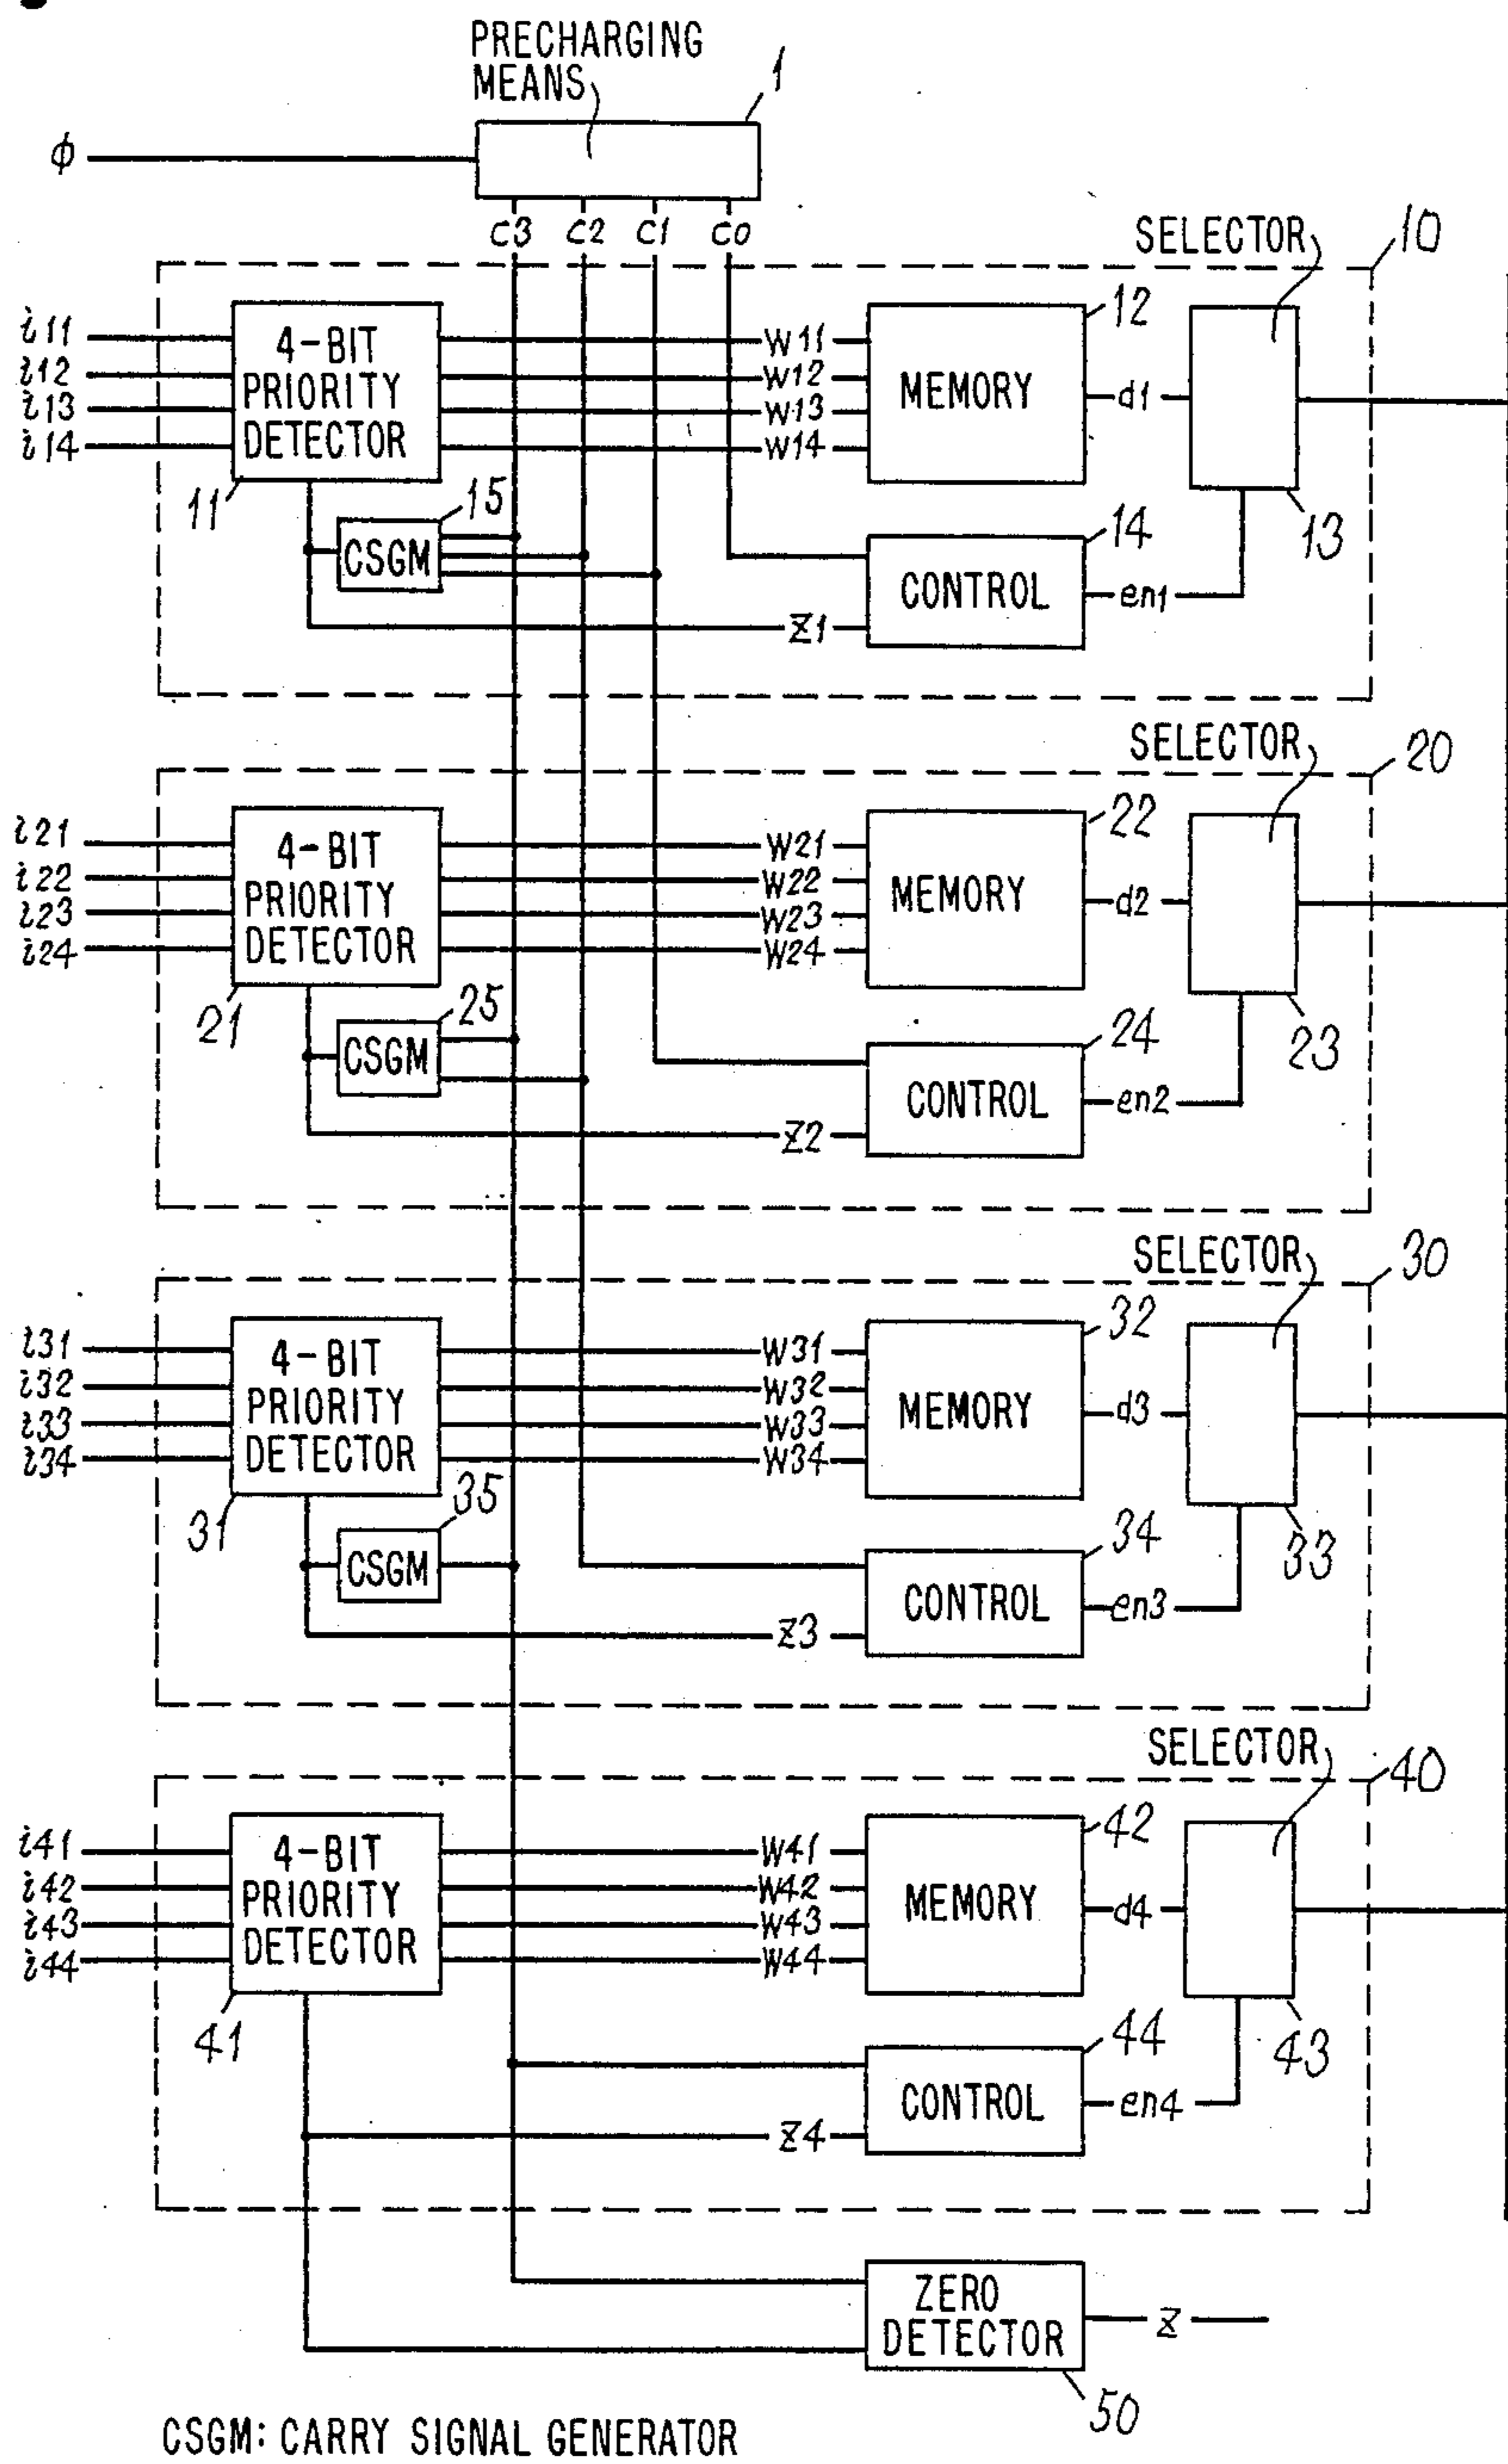 PRECHARGING
MEANS
1
ϕ
C3 C2 C1 C0
SELECTOR
10
i11
i12
i13
i14
4-BIT
PRIORITY
DETECTOR
11
W11
W12
W13
W14
12
MEMORY
d1
13
15
CSGM
14
CONTROL
en1
Z1
SELECTOR
20
i21
i22
i23
i24
4-BIT
PRIORITY
DETECTOR
21
W21
W22
W23
W24
22
MEMORY
d2
23
25
CSGM
24
CONTROL
en2
Z2
SELECTOR
30
i31
i32
i33
i34
4-BIT
PRIORITY
DETECTOR
31
W31
W32
W33
W34
32
MEMORY
d3
33
35
CSGM
34
CONTROL
en3
Z3
SELECTOR
40
i41
i42
i43
i44
4-BIT
PRIORITY
DETECTOR
41
W41
W42
W43
W44
42
MEMORY
d4
43
44
CONTROL
en4
Z4
ZERO
DETECTOR
Z
50
CSGM: CARRY SIGNAL GENERATOR